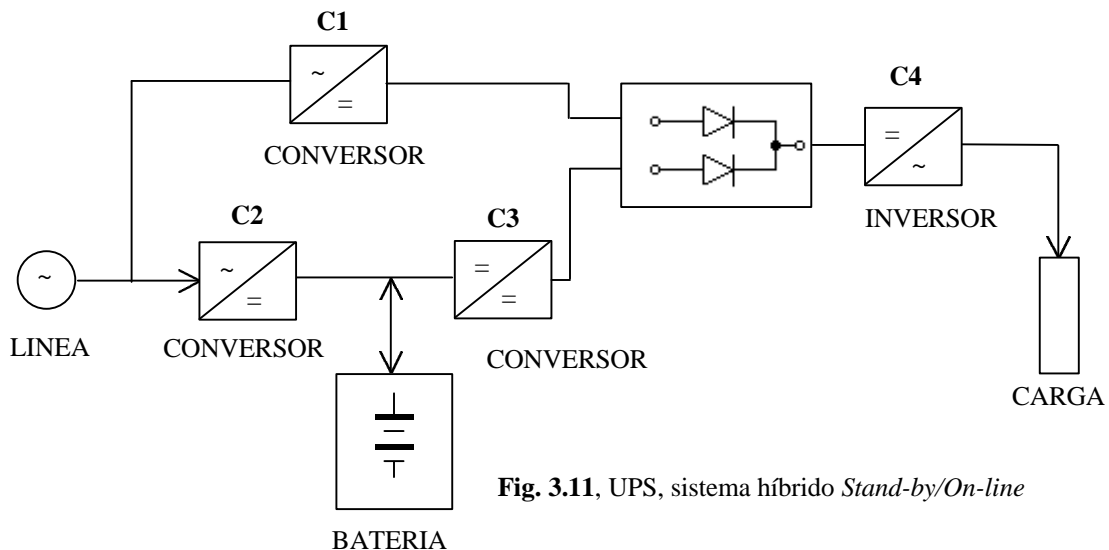 C1
~
=
CONVERSOR
C4
=
~
INVERSOR
C2
~
=
CONVERSOR
C3
=
=
CONVERSOR
~
LINEA
CARGA
BATERIA
Fig. 3.11, UPS, sistema híbrido Stand-by/On-line